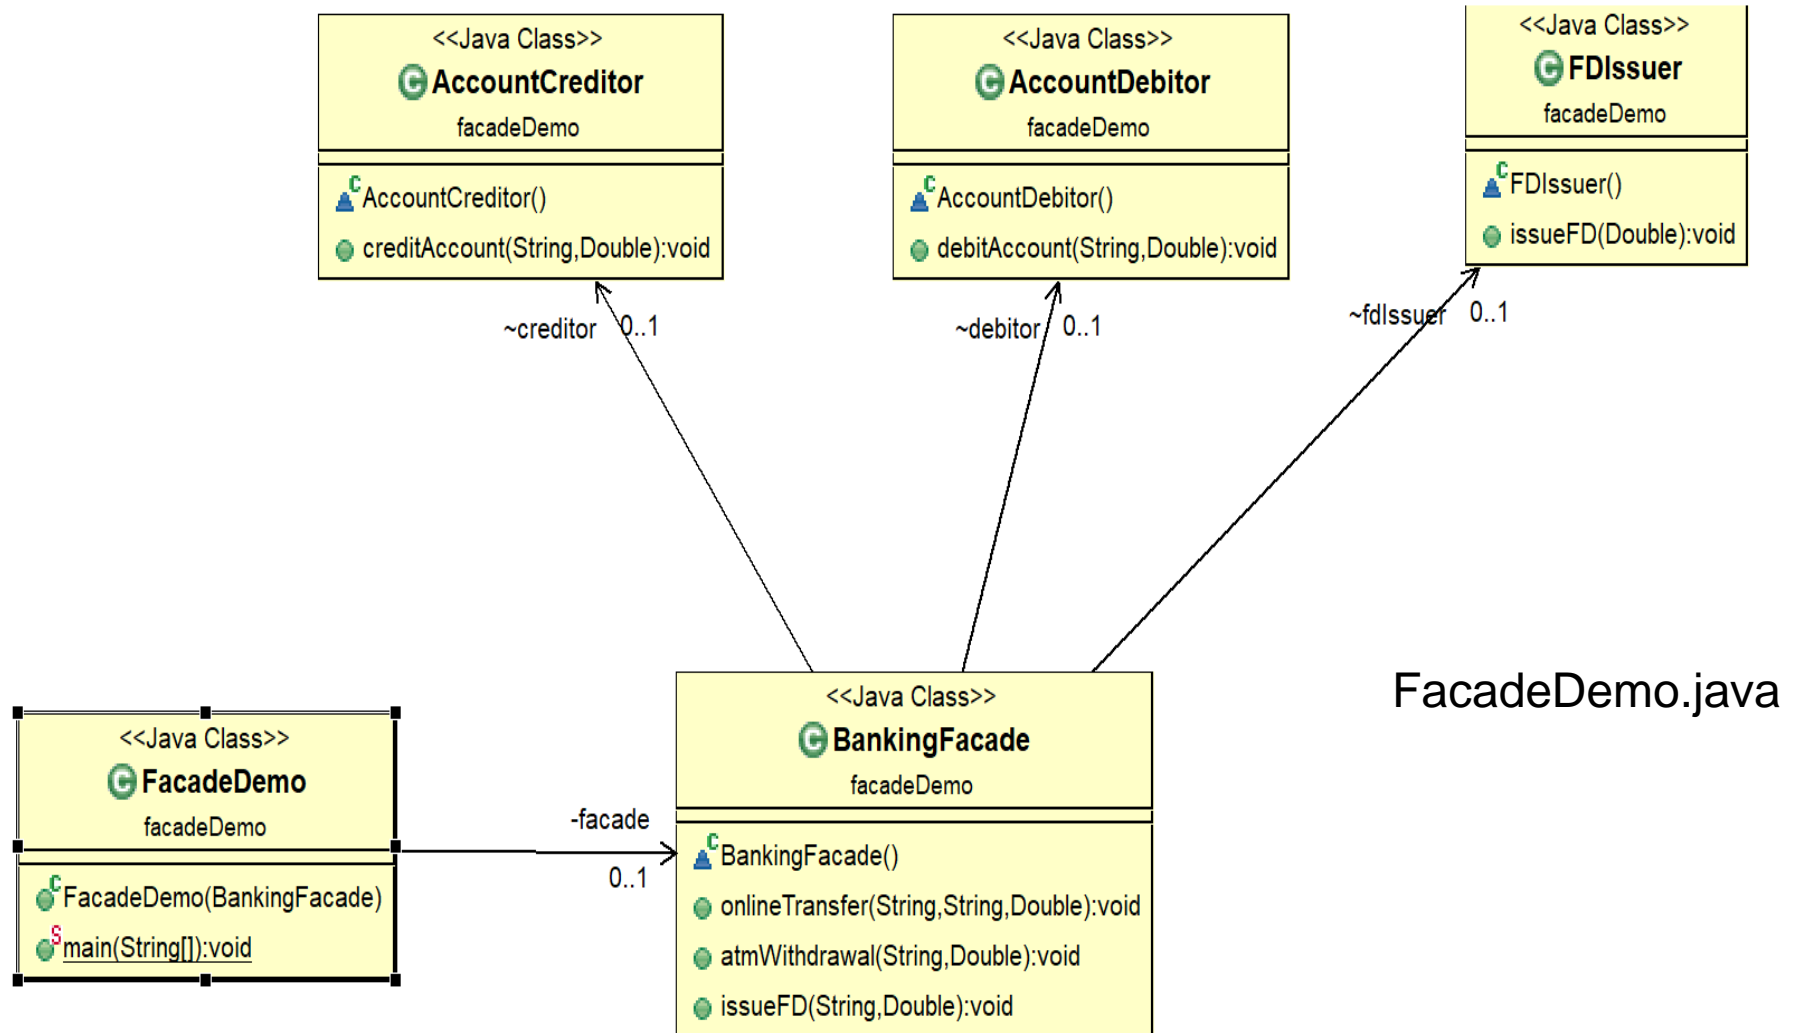 <<Java Class>>
AccountCreditor
facadeDemo
AccountCreditor()
creditAccount(String,Double):void
<<Java Class>>
AccountDebitor
facadeDemo
AccountDebitor()
debitAccount(String,Double):void
<<Java Class>>
FDIssuer
facadeDemo
FDIssuer()
issueFD(Double):void
~creditor 0..1
~debitor 0..1
~fdIssuer 0..1
FacadeDemo.java
<<Java Class>>
FacadeDemo
facadeDemo
FacadeDemo(BankingFacade)
main(String[]):void
-facade
0..1
<<Java Class>>
BankingFacade
facadeDemo
BankingFacade()
onlineTransfer(String,String,Double):void
atmWithdrawal(String,Double):void
issueFD(String,Double):void